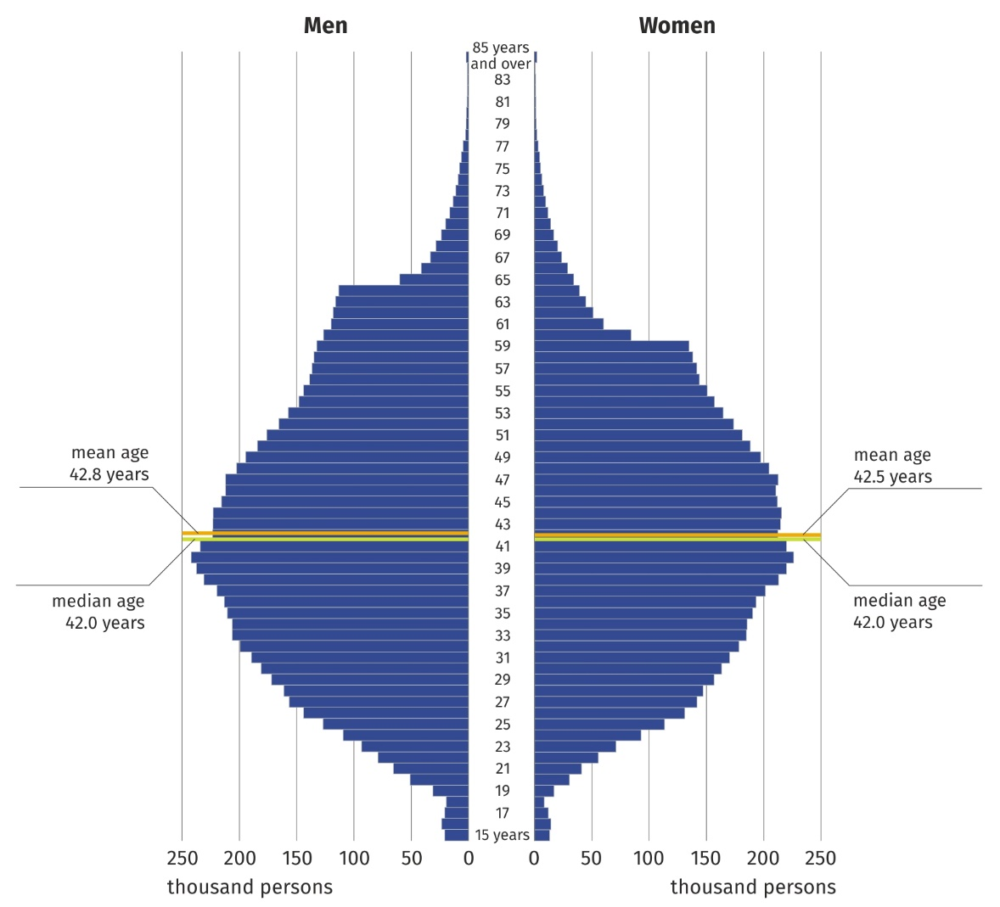 Men
Women
85 years
and over
83
81
79
77
75
73
71
69
67
65
63
61
59
57
55
53
51
49
47
45
43
41
39
37
35
33
31
29
27
25
23
21
19
17
15 years
mean age
42.8 years
median age
42.0 years
mean age
42.5 years
median age
42.0 years
250 200 150 100 50 0
0 50 100 150 200 250
thousand persons
thousand persons